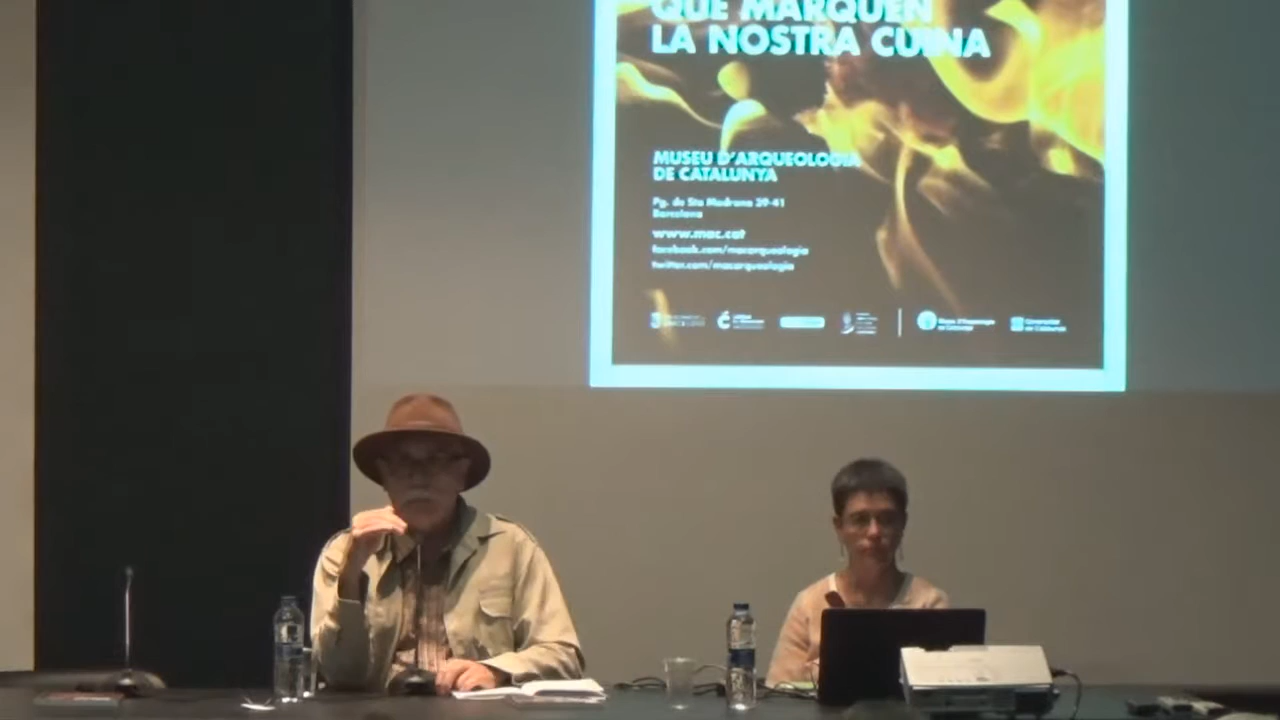 QUE MARQUEN
LA NOSTRA CUINA
MUSEU D'ARQUEOLOGIA
DE CATALUNYA
Pg. de Sta Madrona 39-41
Barcelona
www.mac.cat
facebook.com/macarqueologia
twitter.com/macarqueologia